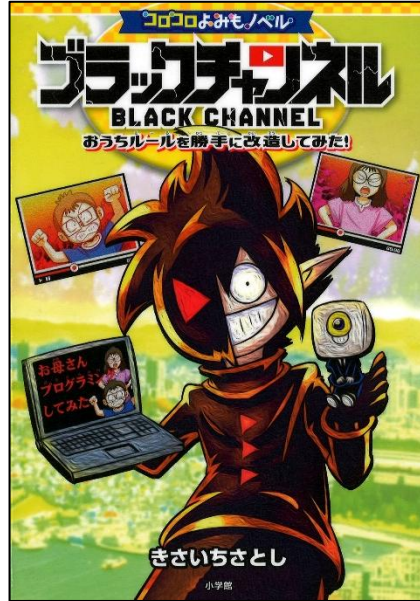 コロコロよみもノベル
ブラックチャンネル
BLACK CHANNEL
おうちルールを勝手に改造してみた!
お母さん
プログラミング
してみた
きさいちさとし
小学館